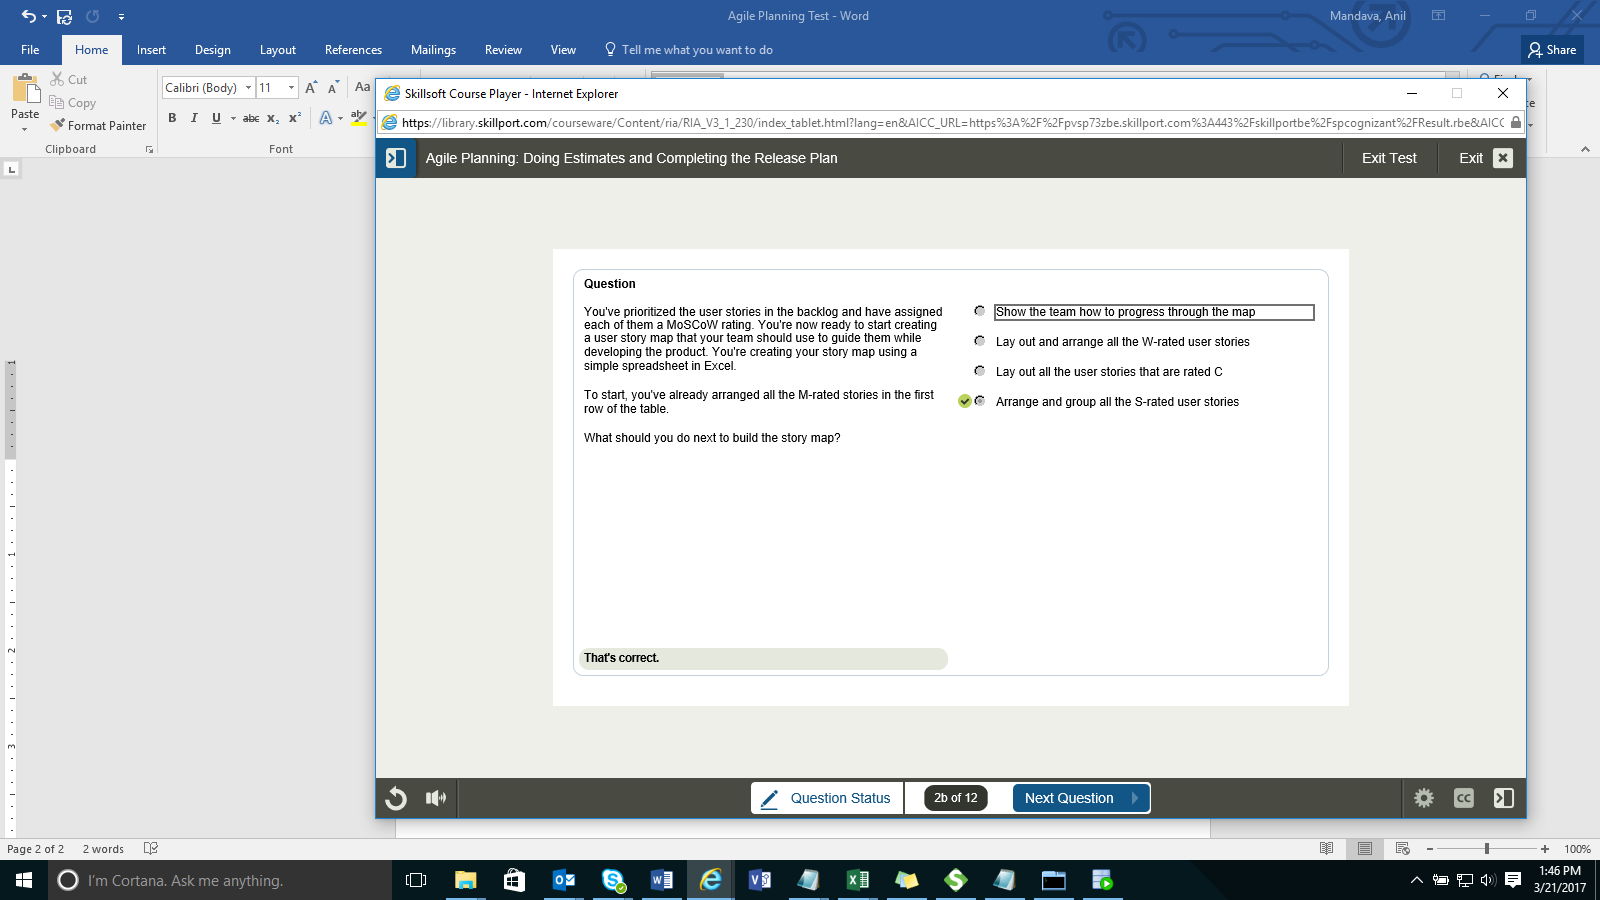 Agile Planning Test - Word
Mandava, Anil
File Home Insert Design Layout References Mailings Review View Tell me what you want to do Share
Paste
Cut
Copy
Format Painter
Clipboard
Calibri (Body) 11 A A Aa
B I U abc x₂ x² A ab
Font
Skillsoft Course Player - Internet Explorer
https://library.skillport.com/courseware/Content/ria/RIA_V3_1_230/index_tablet.html?lang=en&AICC_URL=https%3A%2F%2Fpvsp73zbe.skillport.com%3A443%2Fskillportbe%2Fspcognizant%2FResult.rbe&AICC
Agile Planning: Doing Estimates and Completing the Release Plan
Exit Test Exit
Question
You've prioritized the user stories in the backlog and have assigned
each of them a MoSCoW rating. You're now ready to start creating
a user story map that your team should use to guide them while
developing the product. You're creating your story map using a
simple spreadsheet in Excel.
To start, you've already arranged all the M-rated stories in the first
row of the table.
What should you do next to build the story map?
Show the team how to progress through the map
Lay out and arrange all the W-rated user stories
Lay out all the user stories that are rated C
Arrange and group all the S-rated user stories
That's correct.
Question Status 2b of 12 Next Question CC
1
1
2
3
Page 2 of 2 2 words 100%
I'm Cortana. Ask me anything.
1:46 PM
3/21/2017